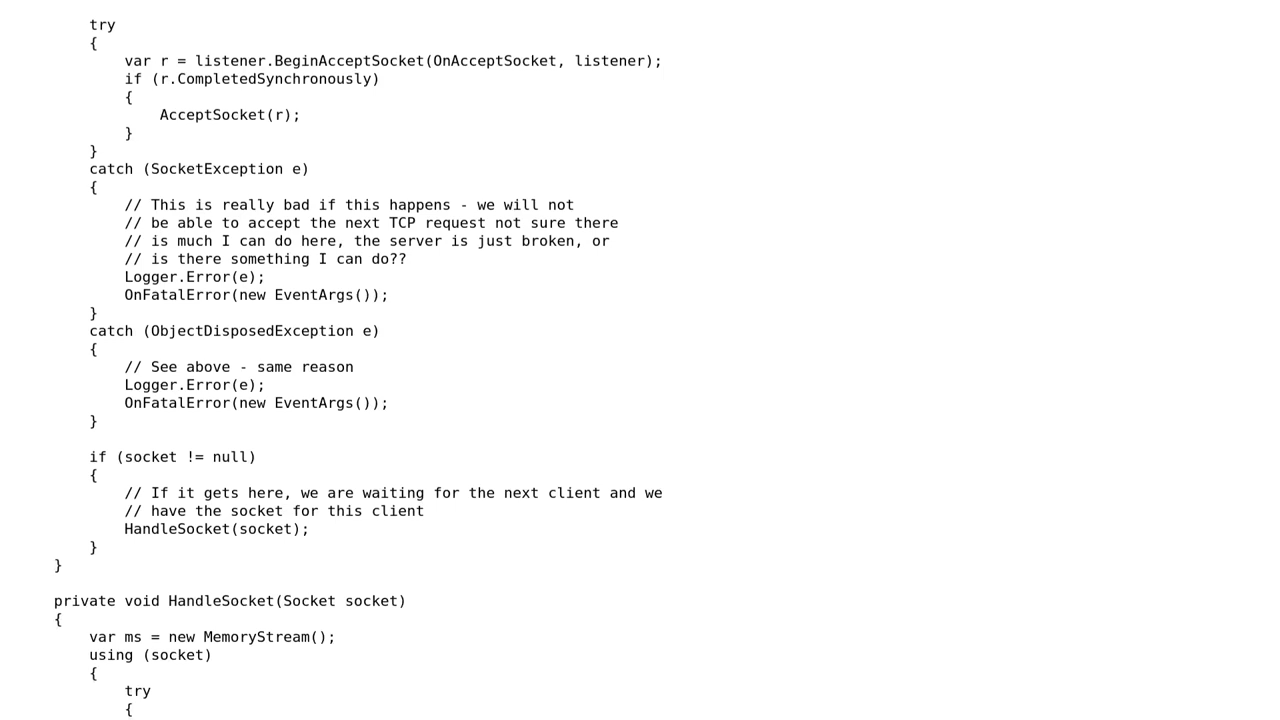 try
        {
            var r = listener.BeginAcceptSocket(OnAcceptSocket, listener);
            if (r.CompletedSynchronously)
            {
                AcceptSocket(r);
            }
        }
        catch (SocketException e)
        {
            // This is really bad if this happens - we will not
            // be able to accept the next TCP request not sure there
            // is much I can do here, the server is just broken, or
            // is there something I can do??
            Logger.Error(e);
            OnFatalError(new EventArgs());
        }
        catch (ObjectDisposedException e)
        {
            // See above - same reason
            Logger.Error(e);
            OnFatalError(new EventArgs());
        }

        if (socket != null)
        {
            // If it gets here, we are waiting for the next client and we
            // have the socket for this client
            HandleSocket(socket);
        }
    }

    private void HandleSocket(Socket socket)
    {
        var ms = new MemoryStream();
        using (socket)
        {
            try
            {